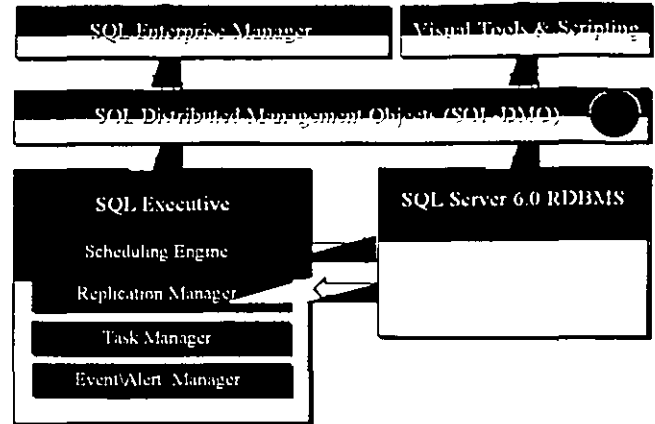 SQL Enterprise Manager
Visual Tools & Scripting
SQL Distributed Management Objects (SQL-DMO)
SQL Executive
SQL Server 6.0 RDBMS
Scheduling Engine
Replication Manager
Task Manager
Event\Alert Manager